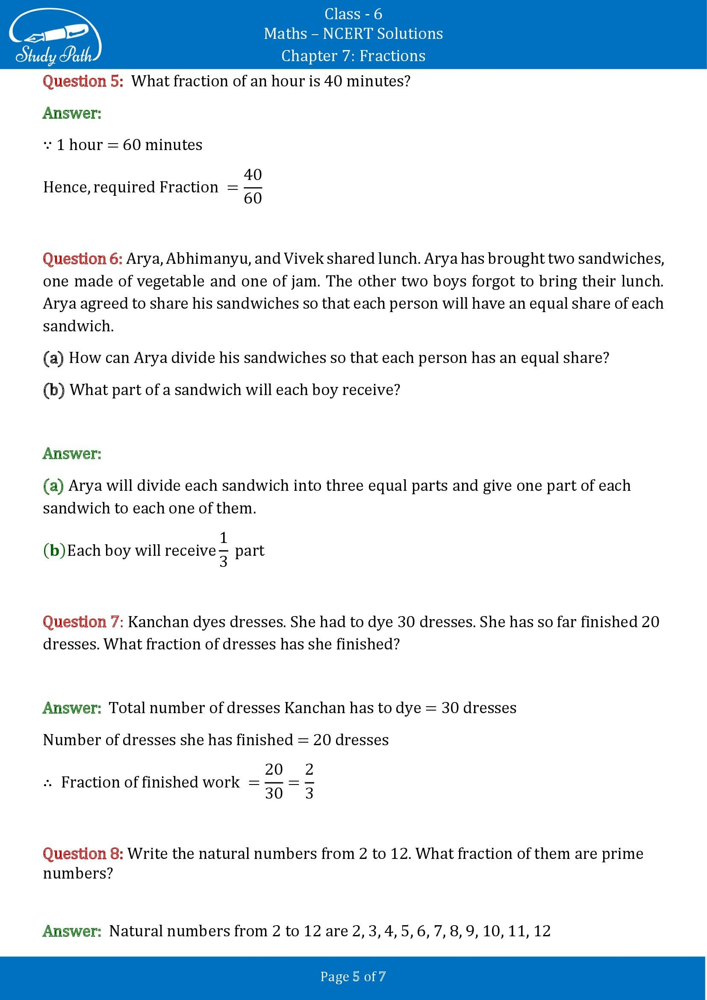 Study Path
Class - 6
Maths – NCERT Solutions
Chapter 7: Fractions
Question 5: What fraction of an hour is 40 minutes?
Answer:
∵ 1 hour = 60 minutes
Hence, required Fraction = 40/60
Question 6: Arya, Abhimanyu, and Vivek shared lunch. Arya has brought two sandwiches,
one made of vegetable and one of jam. The other two boys forgot to bring their lunch.
Arya agreed to share his sandwiches so that each person will have an equal share of each
sandwich.
(a) How can Arya divide his sandwiches so that each person has an equal share?
(b) What part of a sandwich will each boy receive?
Answer:
(a) Arya will divide each sandwich into three equal parts and give one part of each
sandwich to each one of them.
(b)Each boy will receive 1/3 part
Question 7: Kanchan dyes dresses. She had to dye 30 dresses. She has so far finished 20
dresses. What fraction of dresses has she finished?
Answer: Total number of dresses Kanchan has to dye = 30 dresses
Number of dresses she has finished = 20 dresses
∴ Fraction of finished work = 20/30 = 2/3
Question 8: Write the natural numbers from 2 to 12. What fraction of them are prime
numbers?
Answer: Natural numbers from 2 to 12 are 2, 3, 4, 5, 6, 7, 8, 9, 10, 11, 12
Page 5 of 7